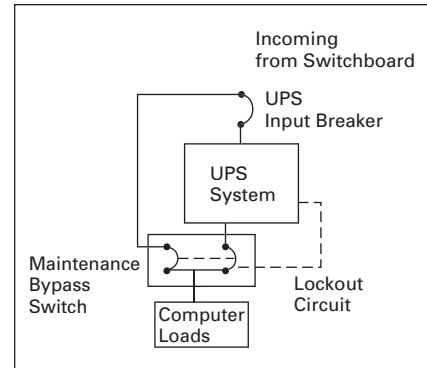 Incoming
from Switchboard
UPS
Input Breaker
UPS
System
Maintenance
Bypass
Switch
Lockout
Circuit
Computer
Loads